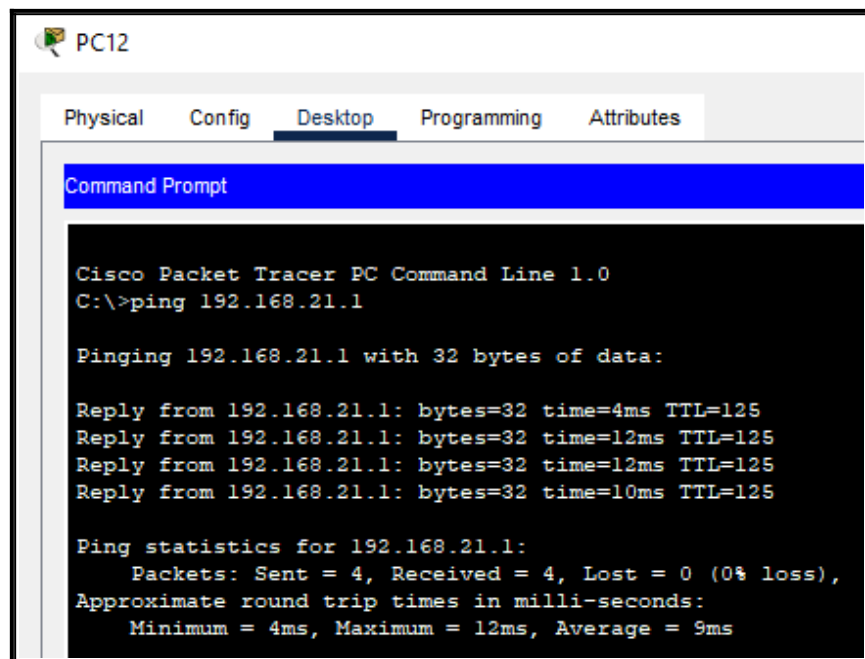 PC12
Physical Config Desktop Programming Attributes
Command Prompt
Cisco Packet Tracer PC Command Line 1.0
C:\>ping 192.168.21.1
Pinging 192.168.21.1 with 32 bytes of data:
Reply from 192.168.21.1: bytes=32 time=4ms TTL=125
Reply from 192.168.21.1: bytes=32 time=12ms TTL=125
Reply from 192.168.21.1: bytes=32 time=12ms TTL=125
Reply from 192.168.21.1: bytes=32 time=10ms TTL=125
Ping statistics for 192.168.21.1:
Packets: Sent = 4, Received = 4, Lost = 0 (0% loss),
Approximate round trip times in milli-seconds:
Minimum = 4ms, Maximum = 12ms, Average = 9ms